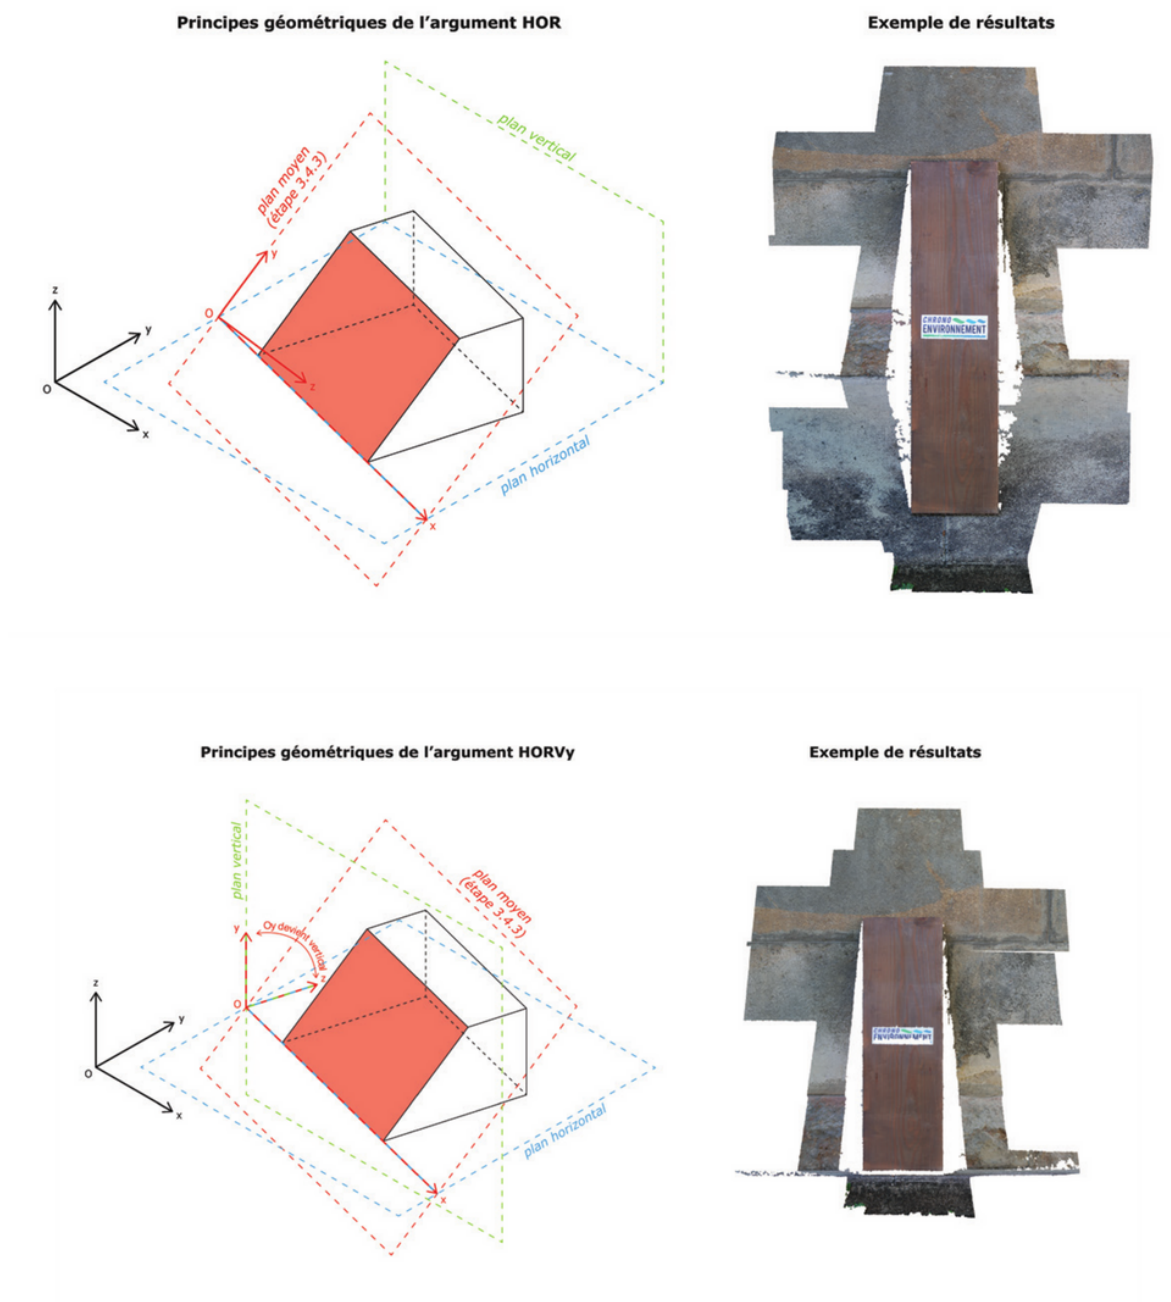 Principes géométriques de l'argument HOR
Exemple de résultats
plan vertical
plan moyen
(étape 3.4.3)
y
O
z
x
z
y
O
x
plan horizontal
CHRONO
ENVIRONNEMENT
Principes géométriques de l'argument HORVy
Exemple de résultats
plan vertical
plan moyen
(étape 3.4.3)
Oy devient vertical
y
z
O
x
z
y
O
x
plan horizontal
CHRONO
ENVIRONNEMENT